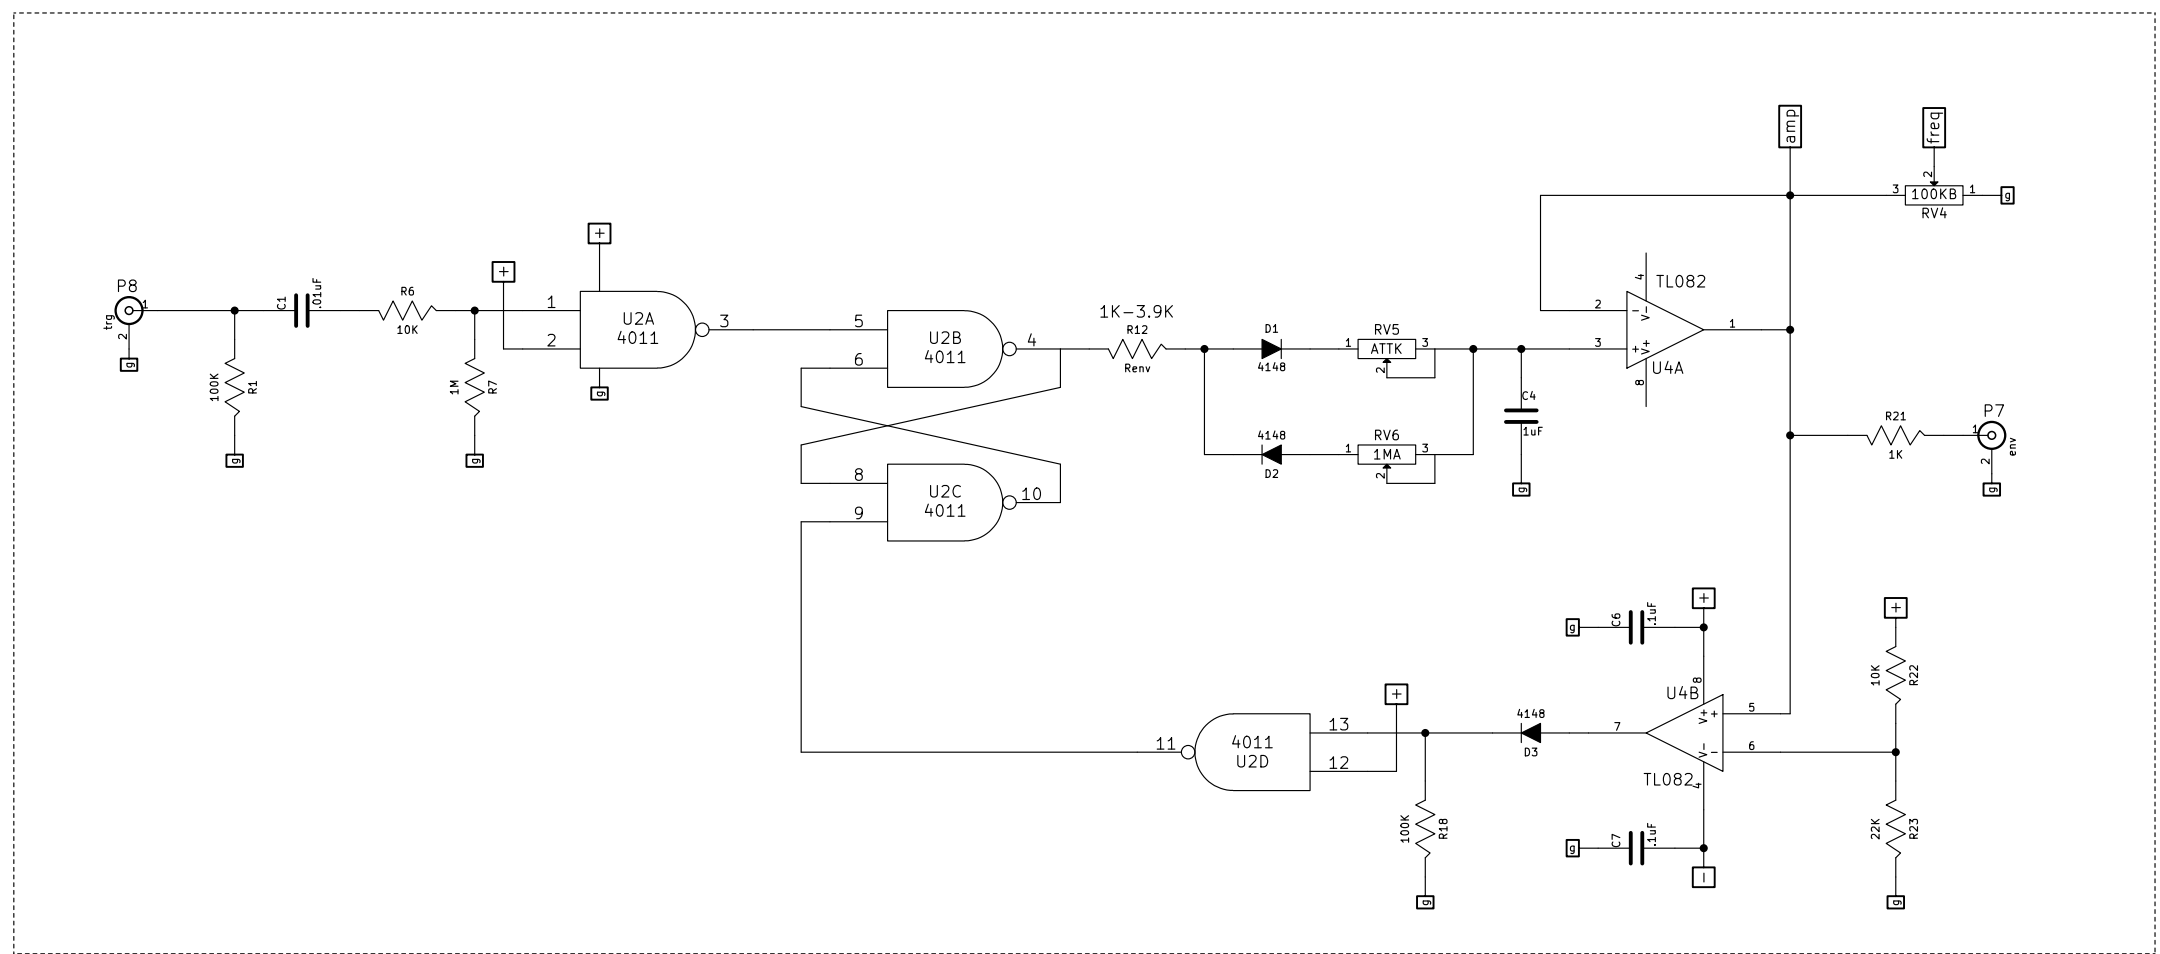 amp
freq
2
3
100KB
1
g
RV4
+
+
4
TL082
P8
1
trg
2
g
C1
.01uF
R6
10K
1
2
U2A
4011
3
g
100K
R1
g
1M
R7
g
5
6
U2B
4011
4
1K-3.9K
R12
Renv
D1
4148
RV5
1
ATTK
3
2
2
-
V-
3
+
V+
1
U4A
8
C4
1uF
g
4148
D2
RV6
1
1MA
3
2
R21
1K
P7
1
env
2
g
8
9
U2C
4011
10
g
C6
.1uF
+
+
8
U4B
V+
+
5
V-
-
6
TL082
4
10K
R22
22K
R23
g
+
11
4011
U2D
13
12
4148
D3
7
100K
R18
g
g
C7
.1uF
-